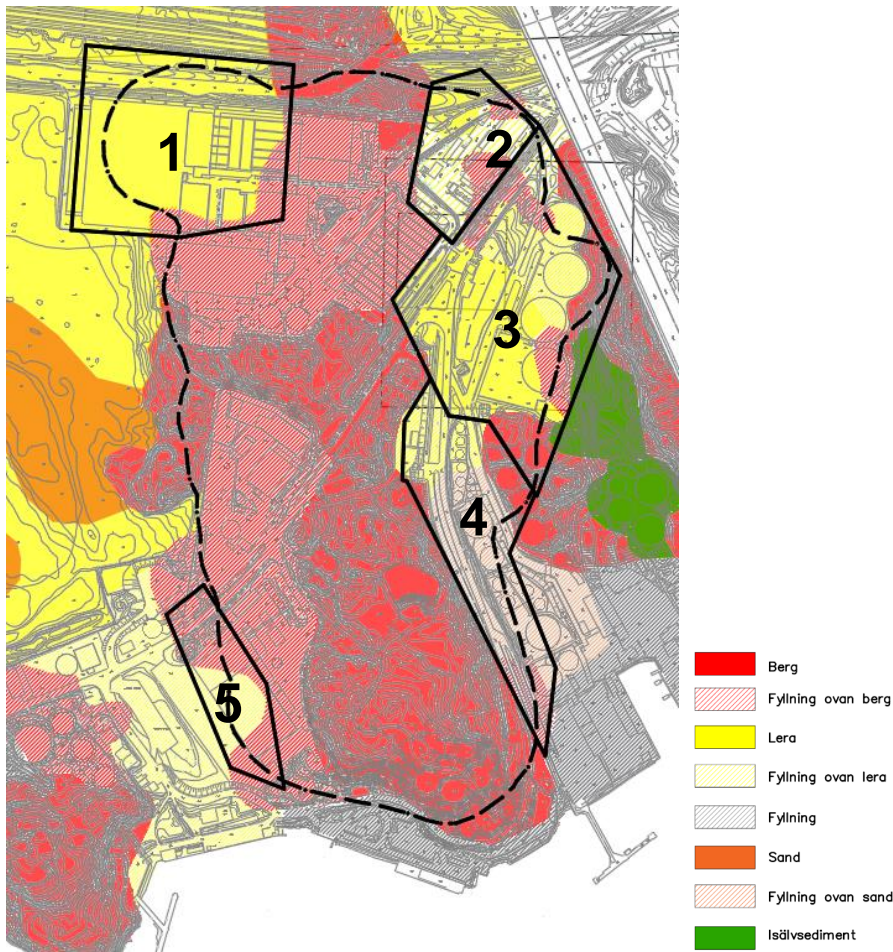 1
2
3
4
5
Berg
Fyllning ovan berg
Lera
Fyllning ovan lera
Fyllning
Sand
Fyllning ovan sand
Isälvsediment